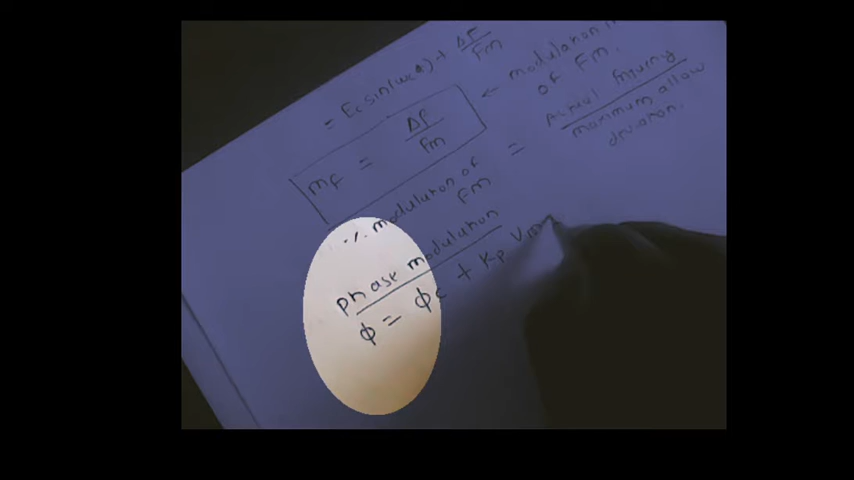 = Ec sin(ωct) + ΔF/Fm
mF = ΔF/Fm ← modulation
of FM.
% modulation of FM = Actual frequency / maximum allow deviation.
phase modulation
ϕ = ϕc + Kp Vm